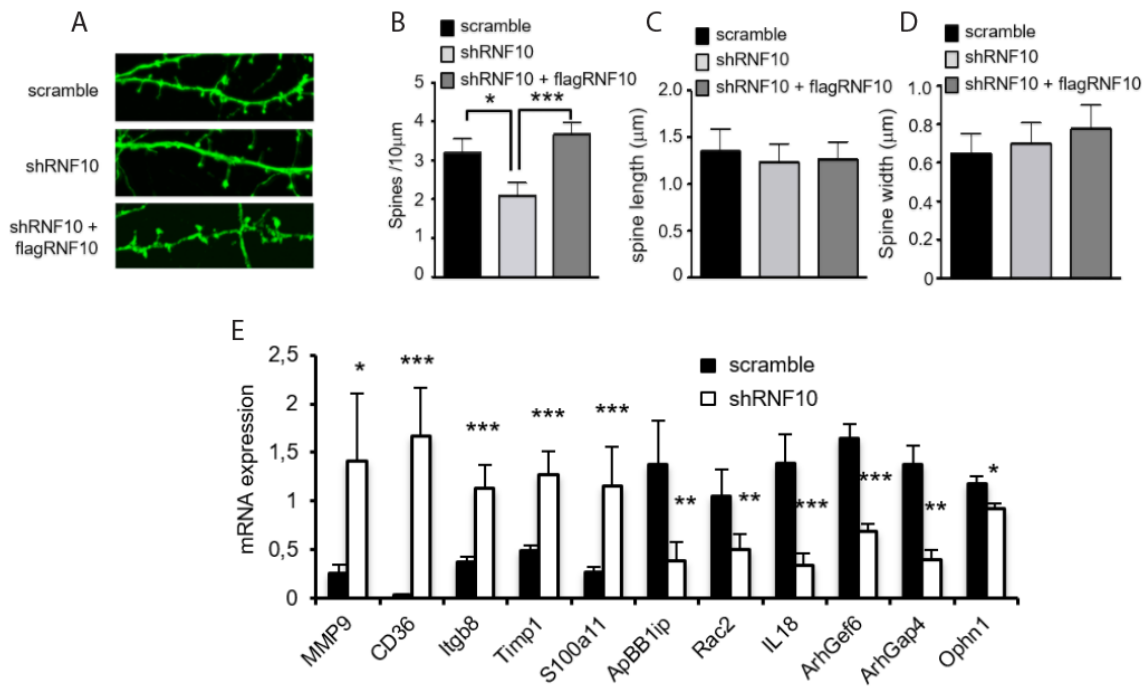 A
scramble
shRNF10
shRNF10 +
flagRNF10
B
scramble
shRNF10
shRNF10 + flagRNF10
Spines /10μm
5
4
3
2
1
0
*
***
C
scramble
shRNF10
shRNF10 + flagRNF10
spine length (μm)
2.0
1.5
1.0
0.5
0.0
D
scramble
shRNF10
shRNF10 + flagRNF10
Spine width (μm)
1.0
0.8
0.6
0.4
0.2
0
E
mRNA expression
2,5
2
1,5
1
0,5
0
scramble
shRNF10
*
***
***
***
***
**
**
***
***
**
*
MMP9
CD36
Itgb8
Timp1
S100a11
ApBB1ip
Rac2
IL18
ArhGef6
ArhGap4
Ophn1